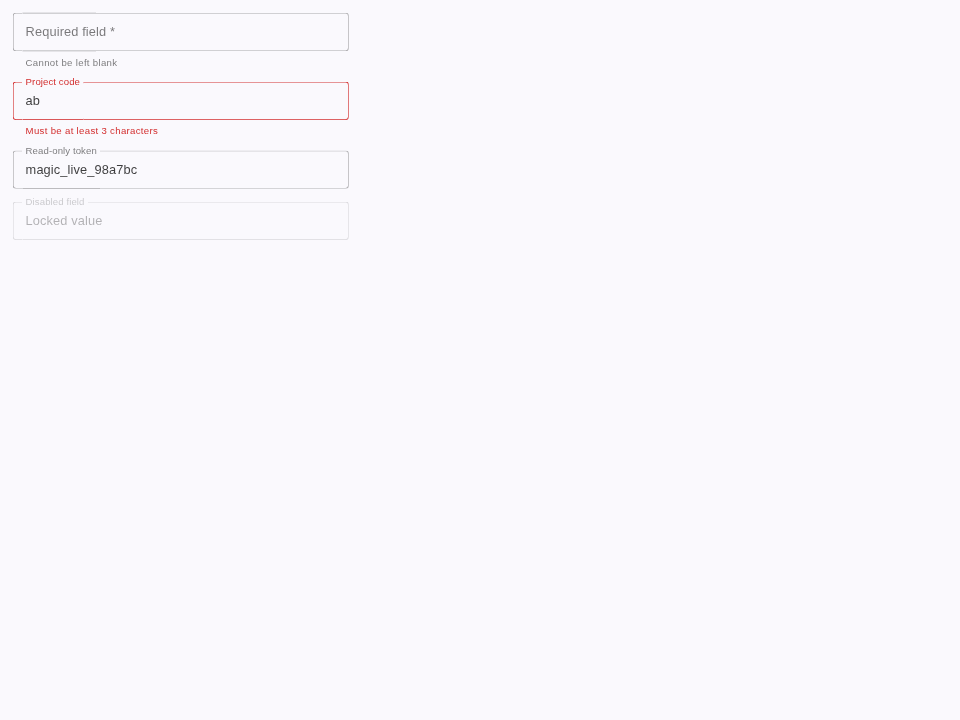 Required field *
Cannot be left blank
Project code
ab
Must be at least 3 characters
Read-only token
magic_live_98a7bc
Disabled field
Locked value